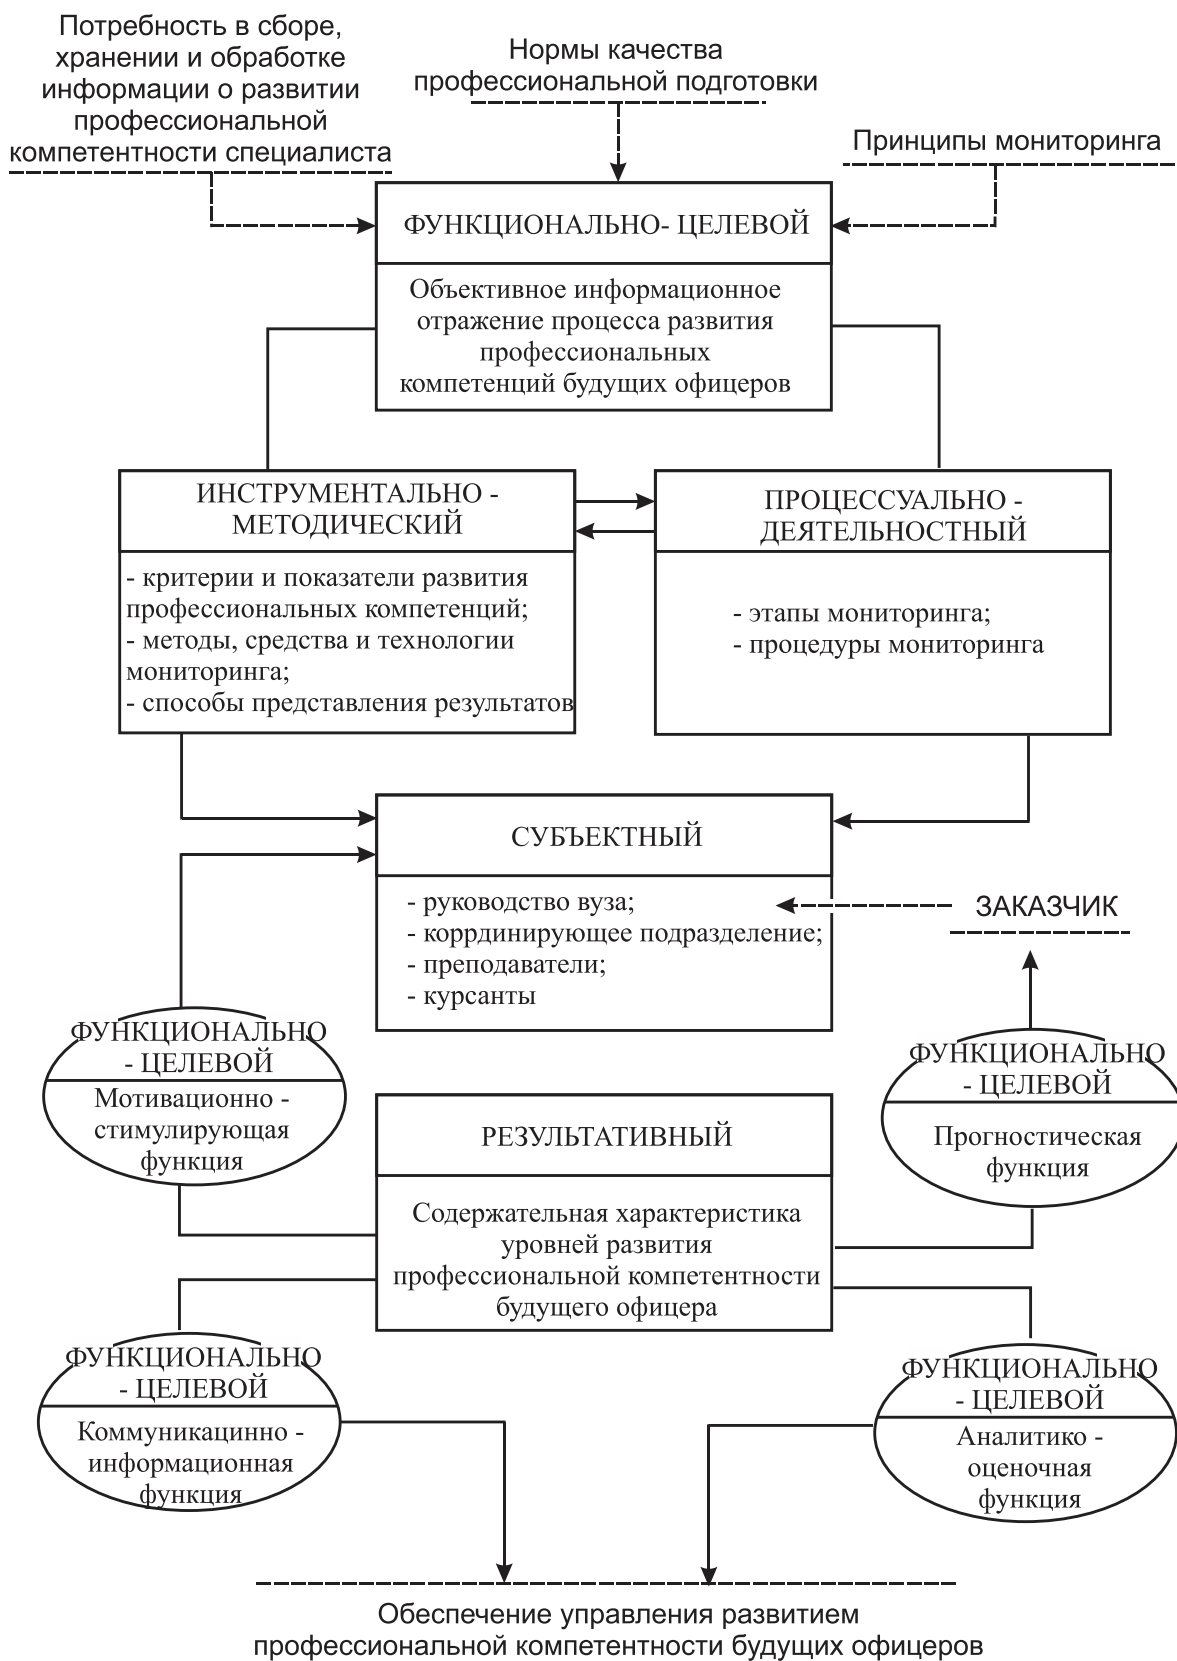 Потребность в сборе,
хранении и обработке
информации о развитии
профессиональной
компетентности специалиста
Нормы качества
профессиональной подготовки
Принципы мониторинга
ФУНКЦИОНАЛЬНО- ЦЕЛЕВОЙ
Объективное информационное
отражение процесса развития
профессиональных
компетенций будущих офицеров
ИНСТРУМЕНТАЛЬНО -
МЕТОДИЧЕСКИЙ
- критерии и показатели развития
профессиональных компетенций;
- методы, средства и технологии
мониторинга;
- способы представления результатов
ПРОЦЕССУАЛЬНО -
ДЕЯТЕЛЬНОСТНЫЙ
- этапы мониторинга;
- процедуры мониторинга
СУБЪЕКТНЫЙ
- руководство вуза;
- коррдинирующее подразделение;
- преподаватели;
- курсанты
ЗАКАЗЧИК
ФУНКЦИОНАЛЬНО
- ЦЕЛЕВОЙ
Мотивационно -
стимулирующая
функция
ФУНКЦИОНАЛЬНО
- ЦЕЛЕВОЙ
Прогностическая
функция
РЕЗУЛЬТАТИВНЫЙ
Содержательная характеристика
уровней развития
профессиональной компетентности
будущего офицера
ФУНКЦИОНАЛЬНО
- ЦЕЛЕВОЙ
Коммуникацинно -
информационная
функция
ФУНКЦИОНАЛЬНО
- ЦЕЛЕВОЙ
Аналитико -
оценочная
функция
Обеспечение управления развитием
профессиональной компетентности будущих офицеров